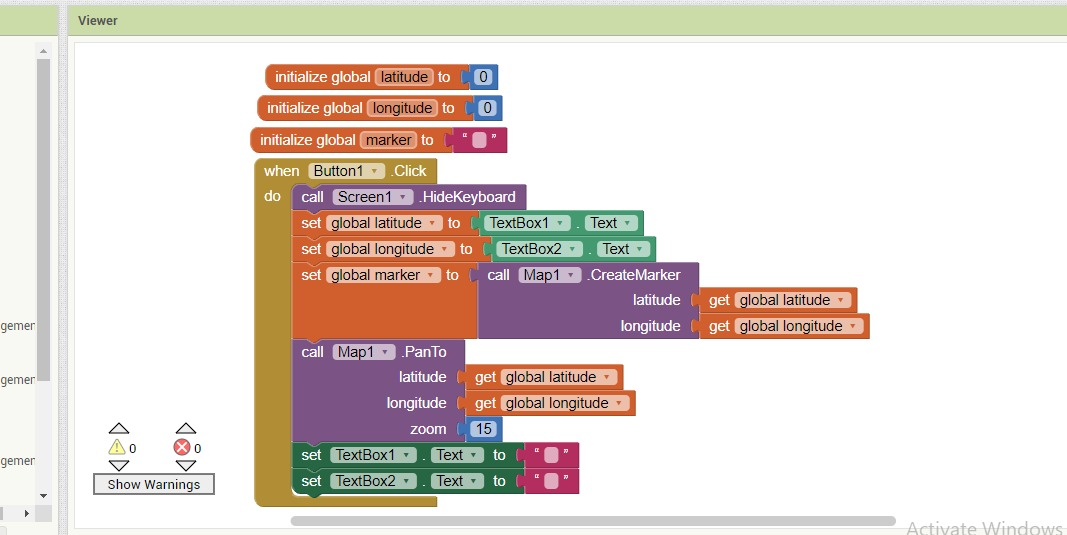 Viewer
initialize global latitude to 0
initialize global longitude to 0
initialize global marker to “ ”
when Button1 .Click
do call Screen1 .HideKeyboard
set global latitude to TextBox1 . Text
set global longitude to TextBox2 . Text
set global marker to call Map1 .CreateMarker
latitude get global latitude
longitude get global longitude
gemer
call Map1 .PanTo
latitude get global latitude
gemer
longitude get global longitude
zoom 15
0 0
set TextBox1 . Text to “ ”
gemer
set TextBox2 . Text to “ ”
Show Warnings
Activate Windows